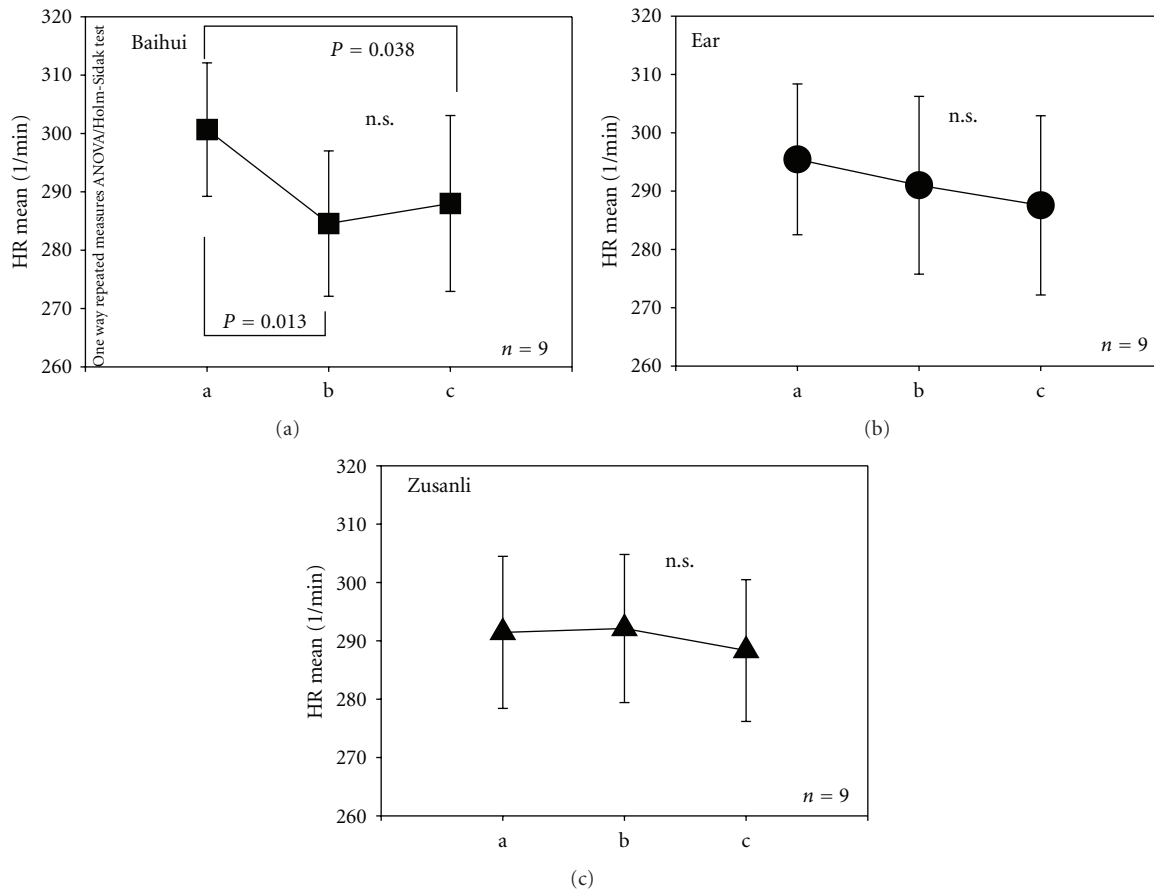 320
310
300
290
280
270
260
HR mean (1/min)
One way repeated measures ANOVA/Holm-Sidak test
Baihui
P = 0.038
n.s.
P = 0.013
n = 9
a b c
(a)
320
310
300
290
280
270
260
HR mean (1/min)
Ear
n.s.
n = 9
a b c
(b)
320
310
300
290
280
270
260
HR mean (1/min)
Zusanli
n.s.
n = 9
a b c
(c)